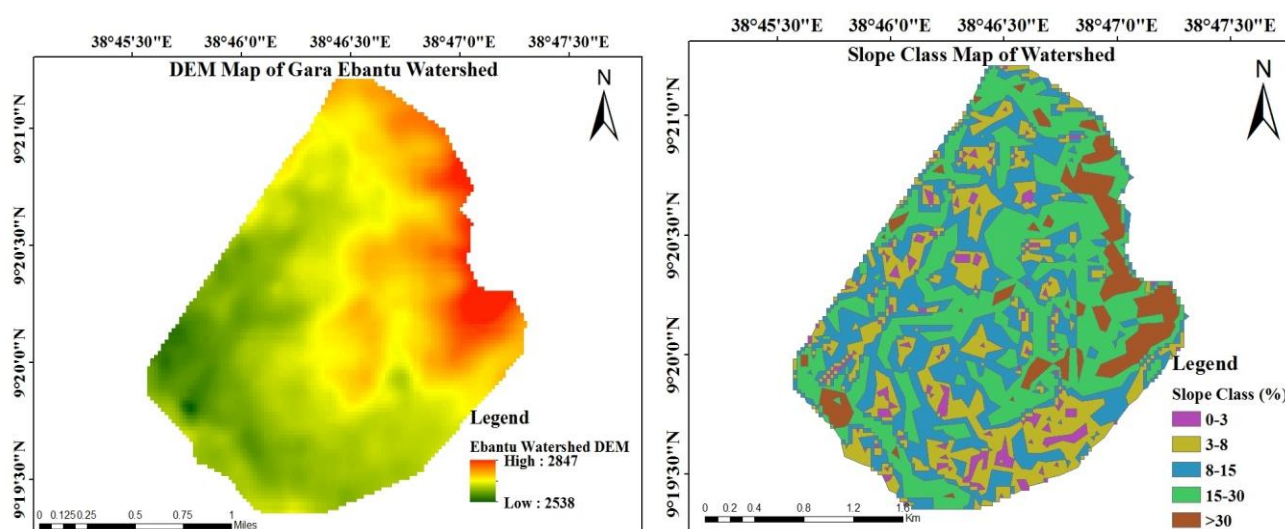 38°45'30"E 38°46'0"E 38°46.5'0"E 38°47'0"E 38°47'30"E
DEM Map of Gara Ebantu Watershed
N
9°21'0"N
9°20'30"N
9°20'0"N
9°19'30"N
Legend
Ebantu Watershed DEM
High : 2847
Low : 2538
0 0.125 0.25 0.5 0.75 1
Miles
38°45'30"E 38°46'0"E 38°46'30"E 38°47'0"E 38°47'30"E
Slope Class Map of Watershed
N
9°21'0"N
9°20'30"N
9°20'0"N
9°19'30"N
Legend
Slope Class (%)
0-3
3-8
8-15
15-30
>30
0 0.2 0.4 0.8 1.2 1.6
Km